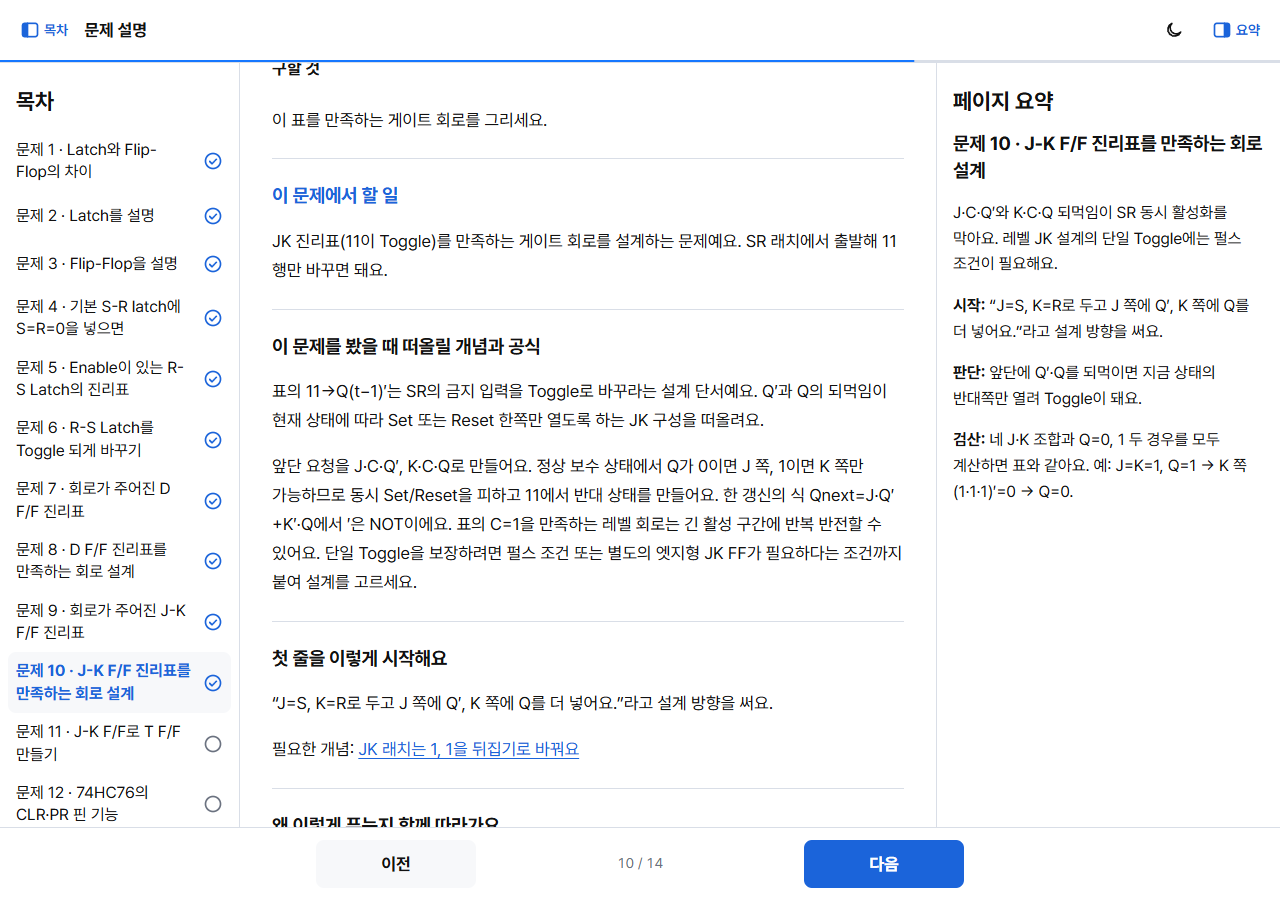 목차
문제 설명
요약
목차
문제 1 · Latch와 Flip-
Flop의 차이
문제 2 · Latch를 설명
문제 3 · Flip-Flop을 설명
문제 4 · 기본 S-R latch에
S=R=0을 넣으면
문제 5 · Enable이 있는 R-
S Latch의 진리표
문제 6 · R-S Latch를
Toggle 되게 바꾸기
문제 7 · 회로가 주어진 D
F/F 진리표
문제 8 · D F/F 진리표를
만족하는 회로 설계
문제 9 · 회로가 주어진 J-K
F/F 진리표
문제 10 · J-K F/F 진리표를
만족하는 회로 설계
문제 11 · J-K F/F로 T F/F
만들기
문제 12 · 74HC76의
CLR·PR 핀 기능
구할 것
이 표를 만족하는 게이트 회로를 그리세요.
이 문제에서 할 일
JK 진리표(11이 Toggle)를 만족하는 게이트 회로를 설계하는 문제예요. SR 래치에서 출발해 11
행만 바꾸면 돼요.
이 문제를 봤을 때 떠올릴 개념과 공식
표의 11→Q(t−1)′는 SR의 금지 입력을 Toggle로 바꾸라는 설계 단서예요. Q′과 Q의 되먹임이
현재 상태에 따라 Set 또는 Reset 한쪽만 열도록 하는 JK 구성을 떠올려요.
앞단 요청을 J·C·Q′, K·C·Q로 만들어요. 정상 보수 상태에서 Q가 0이면 J 쪽, 1이면 K 쪽만
가능하므로 동시 Set/Reset을 피하고 11에서 반대 상태를 만들어요. 한 갱신의 식 Qnext=J·Q′
+K′·Q에서 ′은 NOT이에요. 표의 C=1을 만족하는 레벨 회로는 긴 활성 구간에 반복 반전할 수
있어요. 단일 Toggle을 보장하려면 펄스 조건 또는 별도의 엣지형 JK FF가 필요하다는 조건까지
붙여 설계를 고르세요.
첫 줄을 이렇게 시작해요
“J=S, K=R로 두고 J 쪽에 Q′, K 쪽에 Q를 더 넣어요.”라고 설계 방향을 써요.
필요한 개념: JK 래치는 1, 1을 뒤집기로 바꿔요
왜 이렇게 푸는지 함께 따라가요
페이지 요약
문제 10 · J-K F/F 진리표를 만족하는 회로
설계
J·C·Q′와 K·C·Q 되먹임이 SR 동시 활성화를
막아요. 레벨 JK 설계의 단일 Toggle에는 펄스
조건이 필요해요.
시작: “J=S, K=R로 두고 J 쪽에 Q′, K 쪽에 Q를
더 넣어요.”라고 설계 방향을 써요.
판단: 앞단에 Q′·Q를 되먹이면 지금 상태의
반대쪽만 열려 Toggle이 돼요.
검산: 네 J·K 조합과 Q=0, 1 두 경우를 모두
계산하면 표와 같아요. 예: J=K=1, Q=1 → K 쪽
(1·1·1)′=0 → Q=0.
이전
10 / 14
다음